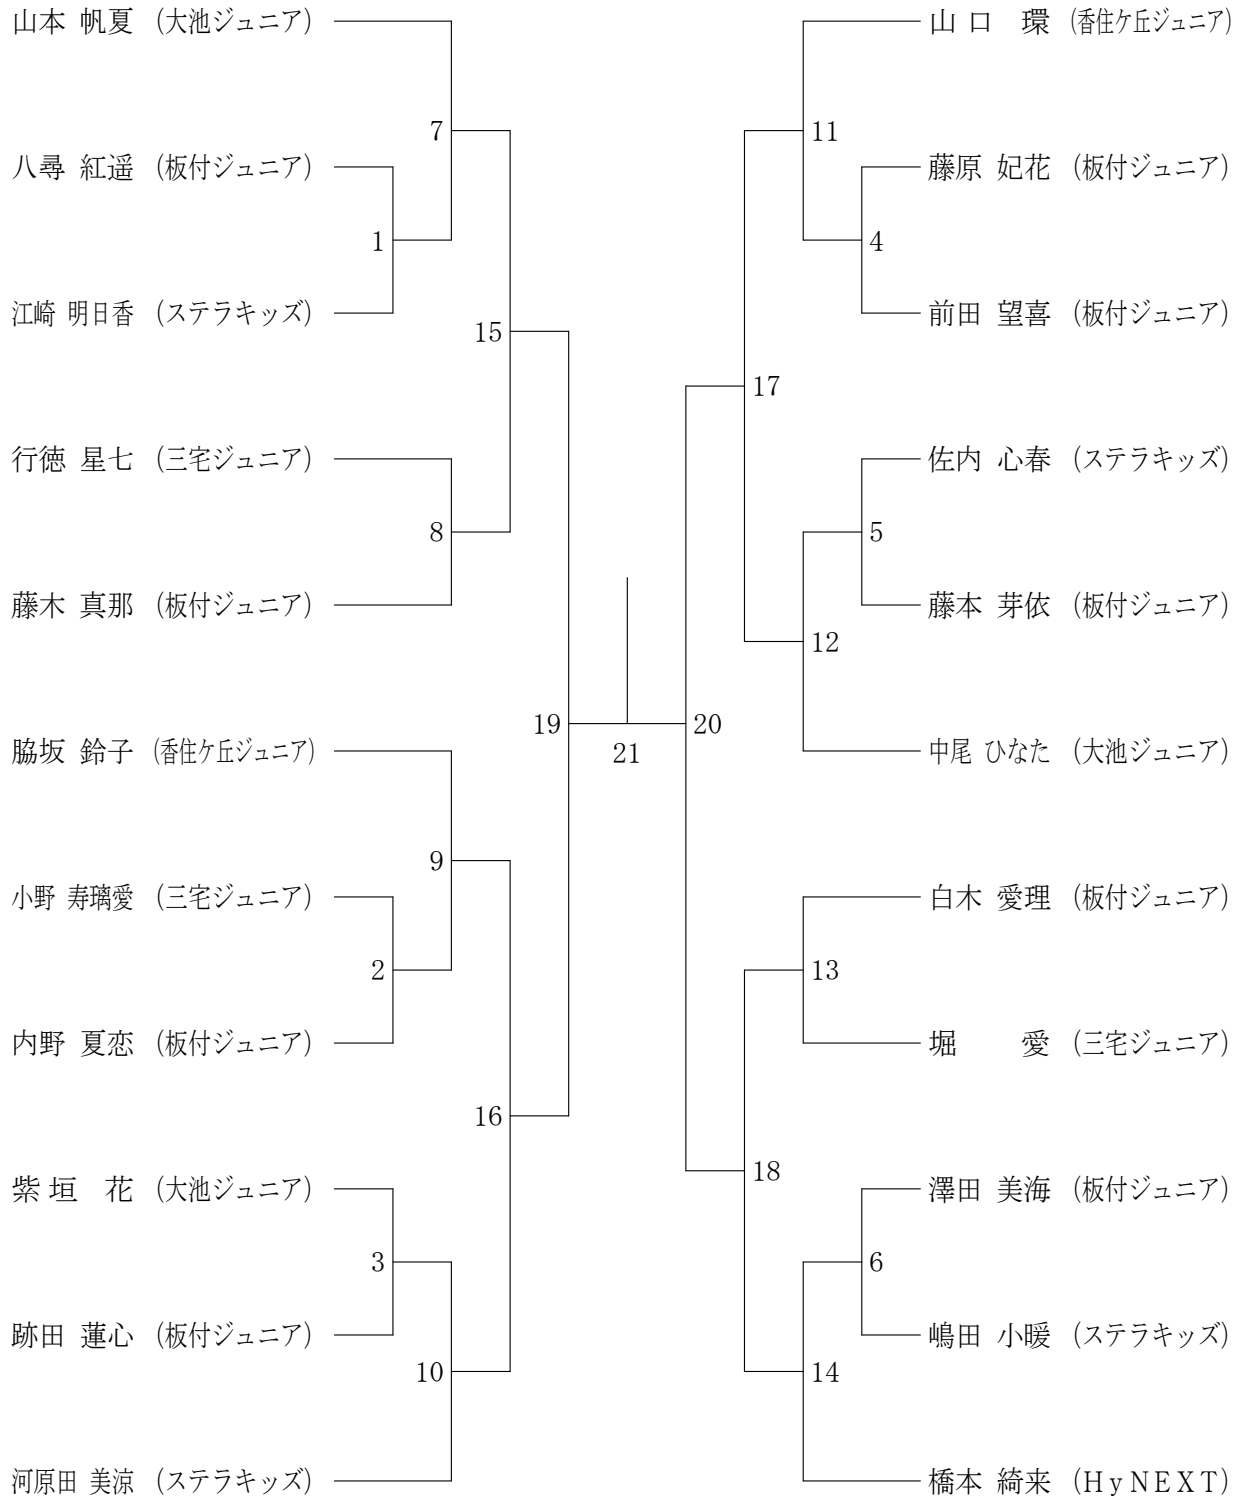 山本 帆夏 (大池ジュニア)
八尋 紅遥 (板付ジュニア)
江崎 明日香 (ステラキッズ)
行徳 星七 (三宅ジュニア)
藤木 真那 (板付ジュニア)
脇坂 鈴子 (香住ケ丘ジュニア)
小野 寿璃愛 (三宅ジュニア)
内野 夏恋 (板付ジュニア)
柴垣 花 (大池ジュニア)
跡田 蓮心 (板付ジュニア)
河原田 美涼 (ステラキッズ)
1
2
3
7
8
9
10
15
16
19
21
20
17
18
11
12
13
14
4
5
6
山口 環 (香住ケ丘ジュニア)
藤原 妃花 (板付ジュニア)
前田 望喜 (板付ジュニア)
佐内 心春 (ステラキッズ)
藤本 芽依 (板付ジュニア)
中尾 ひなた (大池ジュニア)
白木 愛理 (板付ジュニア)
堀 愛 (三宅ジュニア)
澤田 美海 (板付ジュニア)
嶋田 小暖 (ステラキッズ)
橋本 綺来 (HyNEXT)